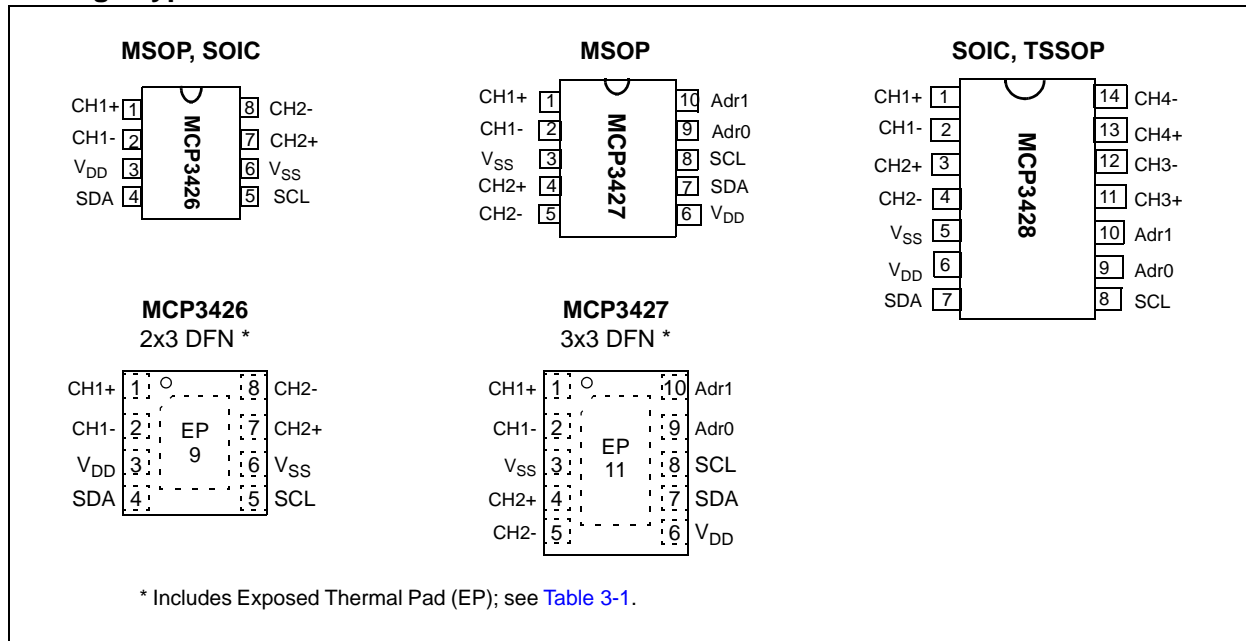 MSOP, SOIC
CH1+ 1 8 CH2-
CH1- 2 7 CH2+
VDD 3 6 VSS
SDA 4 5 SCL
MCP3426
MSOP
CH1+ 1 10 Adr1
CH1- 2 9 Adr0
VSS 3 8 SCL
CH2+ 4 7 SDA
CH2- 5 6 VDD
MCP3427
SOIC, TSSOP
CH1+ 1 14 CH4-
CH1- 2 13 CH4+
CH2+ 3 12 CH3-
CH2- 4 11 CH3+
VSS 5 10 Adr1
VDD 6 9 Adr0
SDA 7 8 SCL
MCP3428
MCP3426
2x3 DFN *
CH1+ 1 8 CH2-
CH1- 2 7 CH2+
VDD 3 6 VSS
SDA 4 5 SCL
EP
9
MCP3427
3x3 DFN *
CH1+ 1 10 Adr1
CH1- 2 9 Adr0
VSS 3 8 SCL
CH2+ 4 7 SDA
CH2- 5 6 VDD
EP
11
* Includes Exposed Thermal Pad (EP); see Table 3-1.